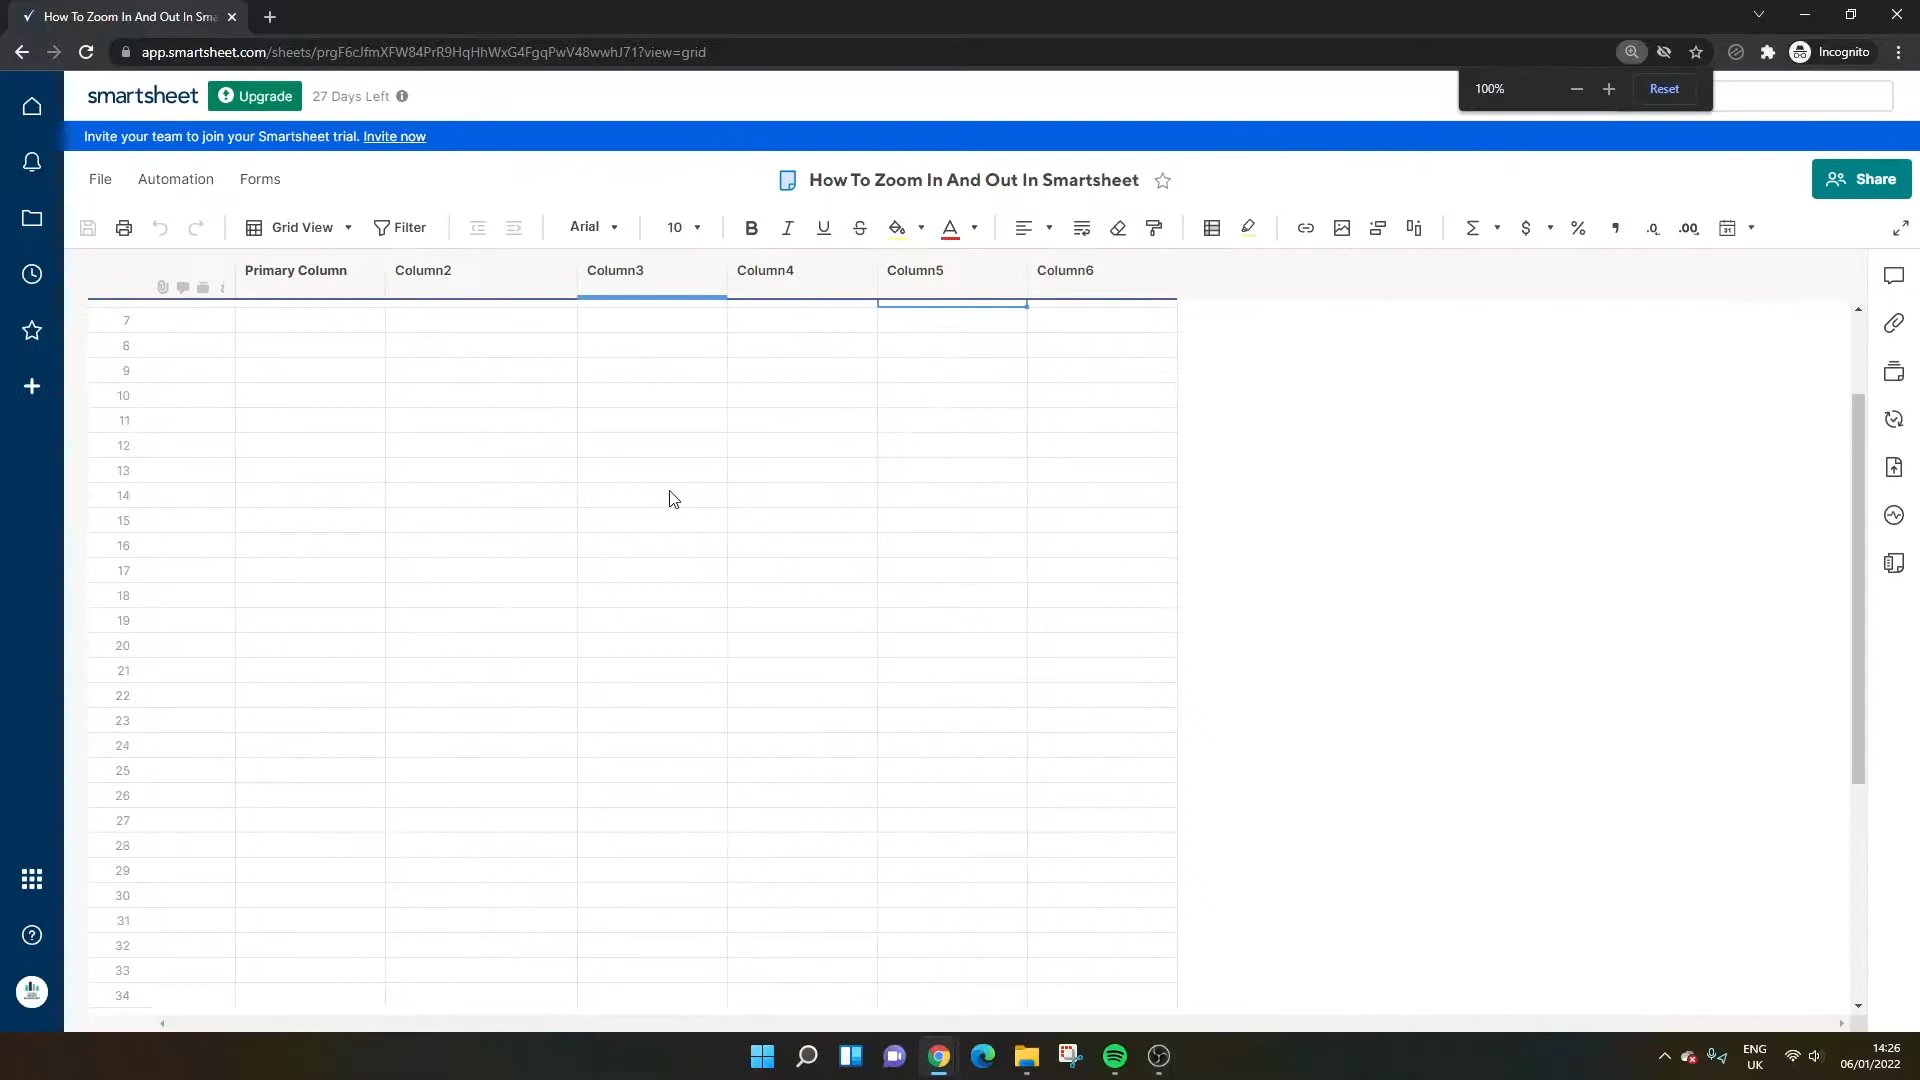 How To Zoom In And Out In Sma
app.smartsheet.com/sheets/prgF6cJfmXFW84PrR9HqHhWxG4FgqPwV48wwhJ71?view=grid
Incognito
smartsheet
Upgrade
27 Days Left
100%
Reset
Invite your team to join your Smartsheet trial. Invite now
File
Automation
Forms
How To Zoom In And Out In Smartsheet
Share
Grid View
Filter
Arial
10
B
I
U
S
A
Σ
$
%
.0
.00
31
Primary Column
Column2
Column3
Column4
Column5
Column6
7
8
9
10
11
12
13
14
15
16
17
18
19
20
21
22
23
24
25
26
27
28
29
30
31
32
33
34
ENG
UK
14:26
06/01/2022